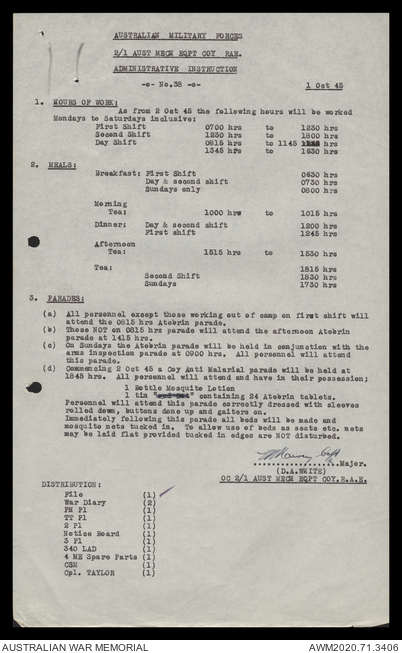 AUSTRALIAN MILITARY FORCES
2/1 AUST MECH EQPT COY RAE.
ADMINISTRATIVE INSTRUCTION
-o- No.38 -o- 1 Oct 45
1. HOURS OF WORK:
As from 2 Oct 45 the following hours will be worked
Mondays to Saturdays inclusive:
First Shift 0700 hrs to 1230 hrs
Second Shift 1230 hrs to 1800 hrs
Day Shift 0815 hrs to 1145 hrs
1345 hrs to 1630 hrs
2. MEALS:
Breakfast: First Shift 0630 hrs
Day & second shift 0730 hrs
Sundays only 0800 hrs
Morning
Tea: 1000 hrs to 1015 hrs
Dinner: Day & second shift 1200 hrs
First shift 1245 hrs
Afternoon
Tea: 1515 hrs to 1530 hrs
Tea: 1815 hrs
Second Shift 1830 hrs
Sundays 1730 hrs
3. PARADES:
(a) All personnel except those working out of camp on first shift will
attend the 0815 hrs Atebrin parade.
(b) Those NOT on 0815 hrs parade will attend the afternoon Atebrin
parade at 1415 hrs.
(c) On Sundays the Atebrin parade will be held in conjunction with the
arms inspection parade at 0900 hrs. All personnel will attend
this parade.
(d) Commencing 2 Oct 45 a Coy Anti Malarial parade will be held at
1845 hrs. All personnel will attend and have in their possession;
1 Bottle Mosquito Lotion
1 tin containing 24 Atebrin tablets.
Personnel will attend this parade correctly dressed with sleeves
rolled down, buttons done up and gaiters on.
Immediately following this parade all beds will be made and
mosquito nets tucked in. To allow use of beds as seats etc. nets
may be laid flat provided tucked in edges are NOT disturbed.
....................Major.
(D.A.WHITE)
OC 2/1 AUST MECH EQPT COY.R.A.E.
DISTRIBUTION:
File (1)
War Diary (2)
PM Pl (1)
TT Pl (1)
2 Pl (1)
Notice Board (1)
3 Pl (1)
340 LAD (1)
4 ME Spare Parts (1)
CSM (1)
Cpl. TAYLOR (1)
AUSTRALIAN WAR MEMORIAL AWM2020.71.3406